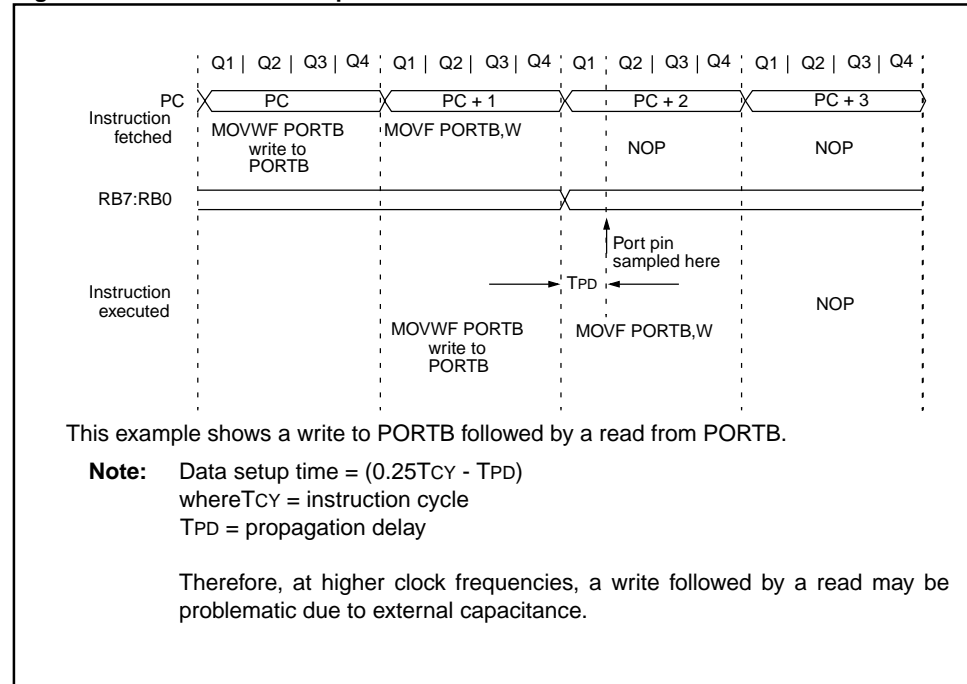 Q1 | Q2 | Q3 | Q4 Q1 | Q2 | Q3 | Q4 Q1 Q2 | Q3 | Q4 Q1 | Q2 | Q3 | Q4
PC PC PC + 1 PC + 2 PC + 3
Instruction
fetched
MOVWF PORTB
write to
PORTB
MOVF PORTB,W
NOP
NOP
RB7:RB0
Port pin
sampled here
TPD
Instruction
executed
MOVWF PORTB
write to
PORTB
MOVF PORTB,W
NOP
This example shows a write to PORTB followed by a read from PORTB.
Note: Data setup time = (0.25TCY - TPD)
whereTCY = instruction cycle
TPD = propagation delay
Therefore, at higher clock frequencies, a write followed by a read may be
problematic due to external capacitance.